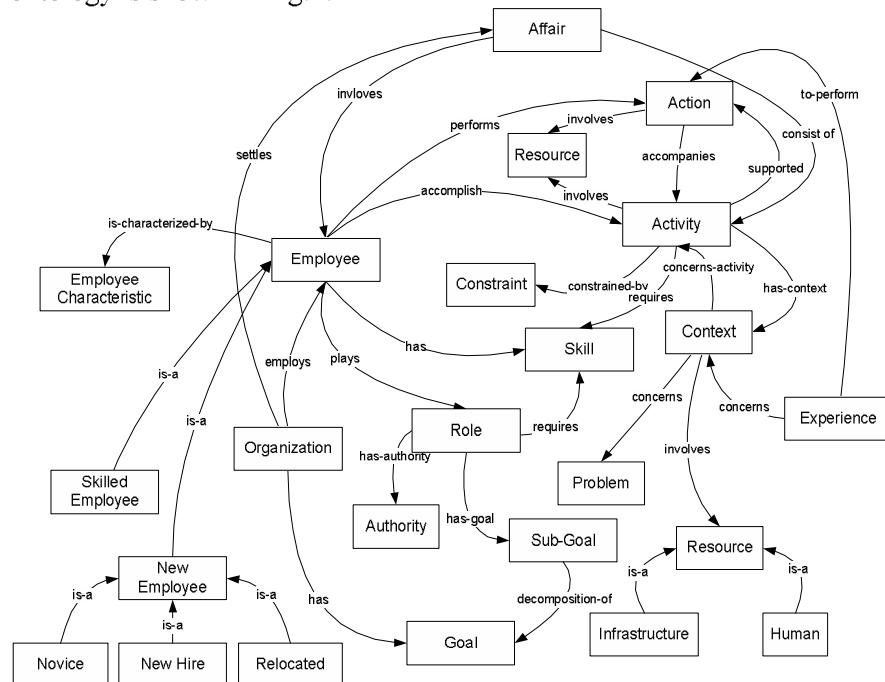 ontology is shown in
Affair
invloves
to-perform
Action
performs
involves
consist of
Resource
settles
accompanies
supported
accomplish
involves
Activity
is-characterized-by
Employee
Employee
Characteristic
concerns-activity
Constraint
constrained-by
requires
has-context
Context
has
Skill
employs
plays
is-a
is-a
concerns
concerns
Experience
Role
requires
Organization
has-authority
involves
Skilled
Employee
Problem
Authority
has-goal
Sub-Goal
Resource
New
Employee
is-a
is-a
is-a
is-a
is-a
has
decomposition-of
Goal
Infrastructure
Human
Novice
New Hire
Relocated